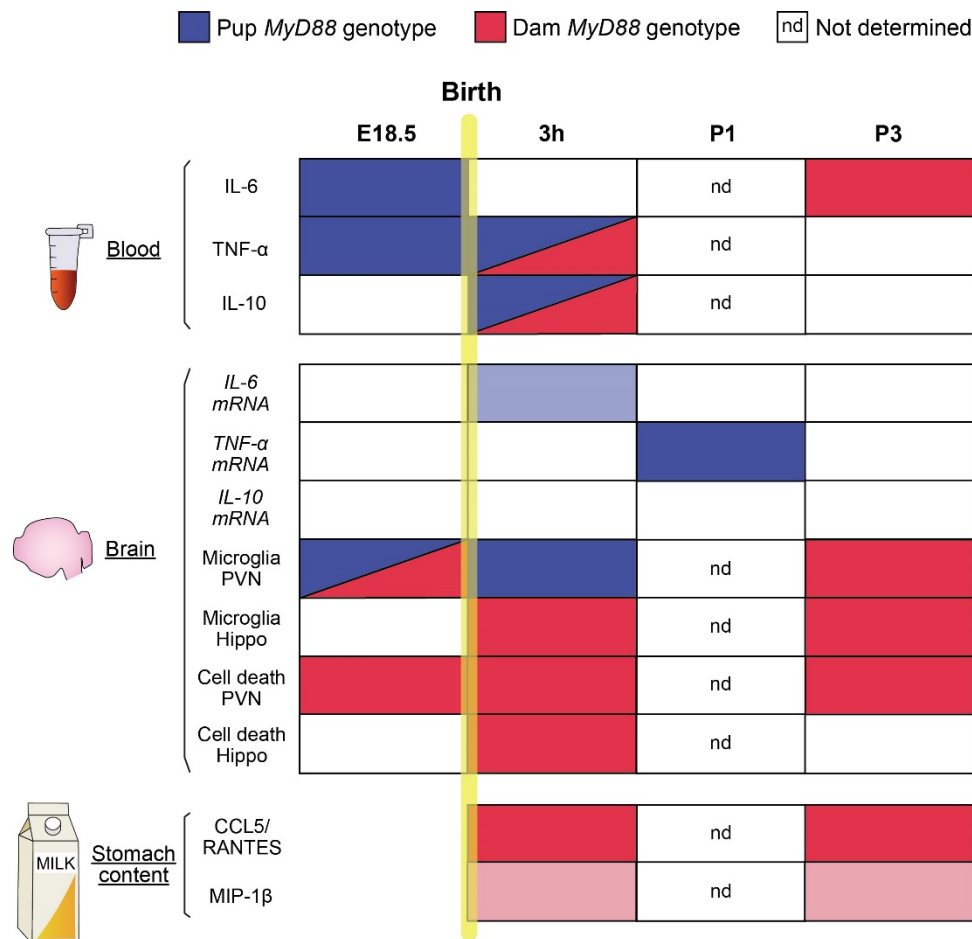 Pup MyD88 genotype
Dam MyD88 genotype
nd Not determined
Birth
E18.5 3h P1 P3
Blood
IL-6 nd
TNF-α nd
IL-10 nd
Brain
IL-6
mRNA
TNF-α
mRNA
IL-10
mRNA
Microglia
PVN nd
Microglia
Hippo nd
Cell death
PVN nd
Cell death
Hippo nd
MILK
Stomach
content
CCL5/
RANTES nd
MIP-1β nd